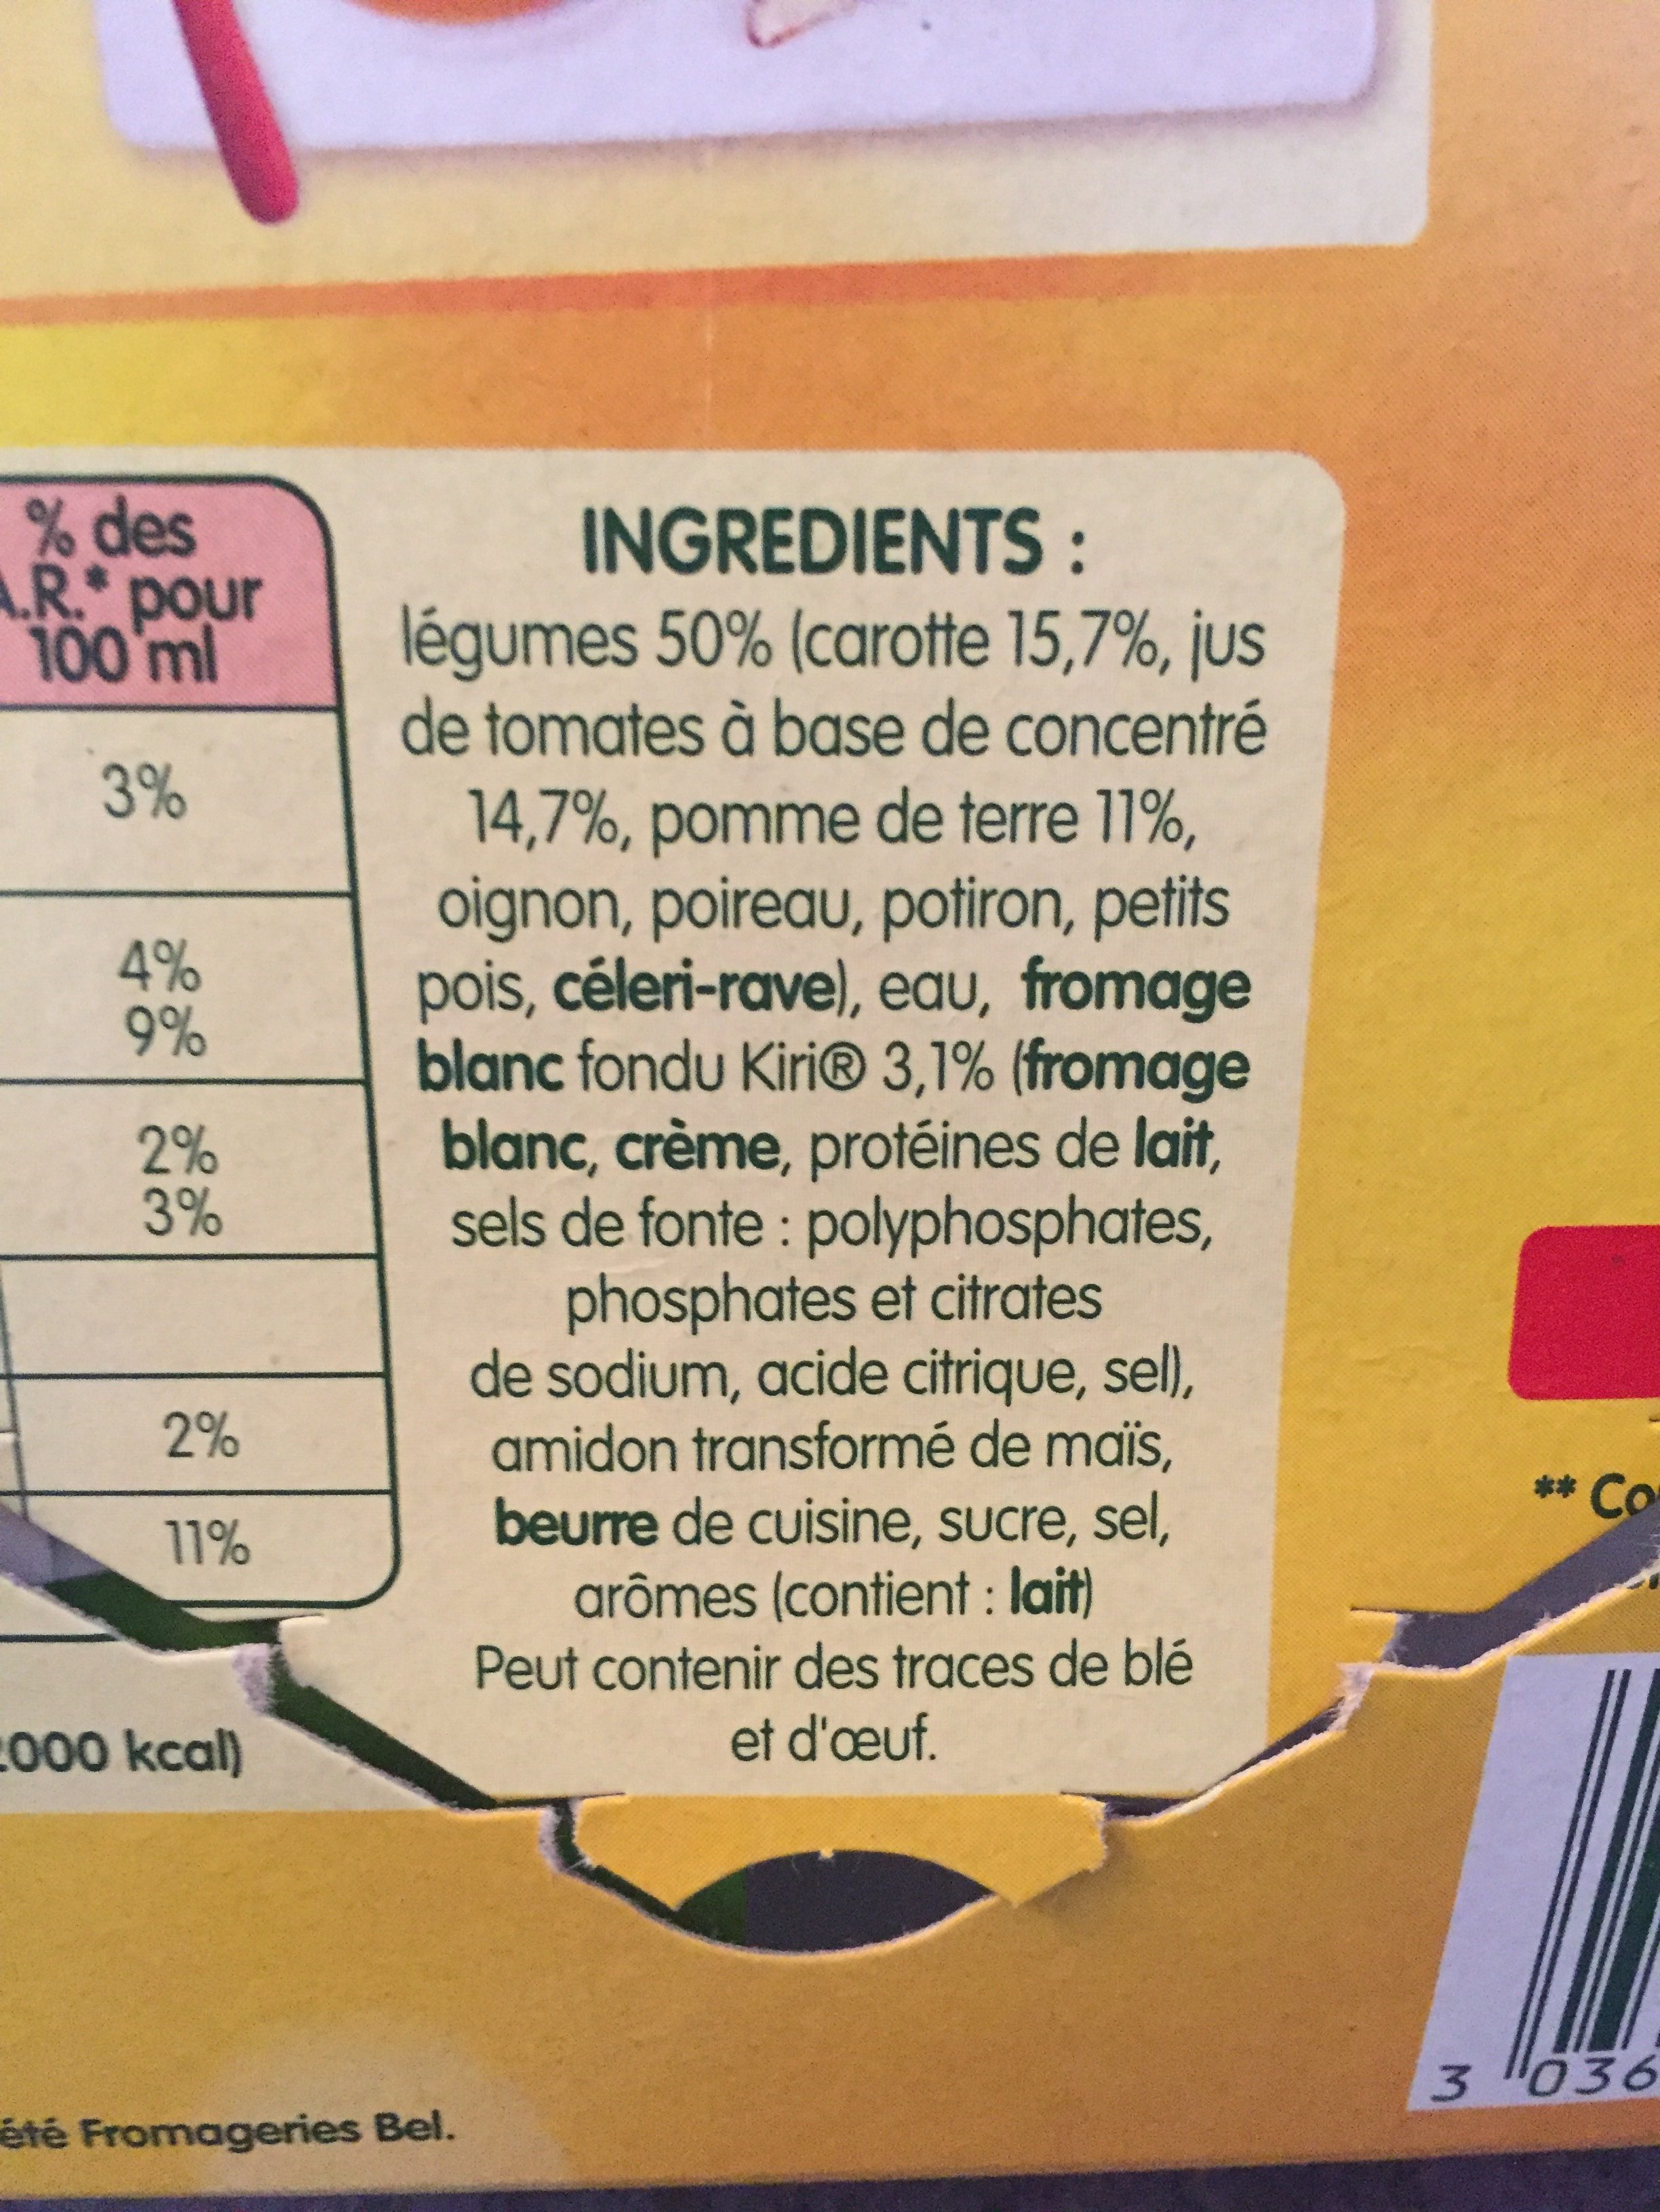 % des
A.R.* pour
100 ml
3%
4%
9%
2%
3%
2%
11%
000 kcal)
INGREDIENTS :
légumes 50% (carotte 15,7%, jus
de tomates à base de concentré
14,7%, pomme de terre 11%,
oignon, poireau, potiron, petits
pois, céleri-rave), eau, fromage
blanc fondu Kiri® 3,1% (fromage
blanc, crème, protéines de lait,
sels de fonte : polyphosphates,
phosphates et citrates
de sodium, acide citrique, sel),
amidon transformé de maïs,
beurre de cuisine, sucre, sel,
arômes (contient : lait)
Peut contenir des traces de blé
et d'œuf.
** Co
3 036
été Fromageries Bel.